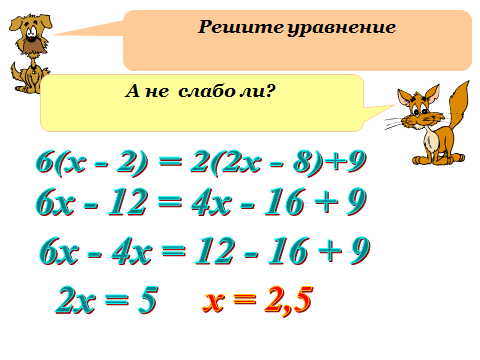 Решите уравнение
А не слабо ли?
6(x - 2) = 2(2x - 8)+9
6x - 12 = 4x - 16 + 9
6x - 4x = 12 - 16 + 9
2x = 5 x = 2,5